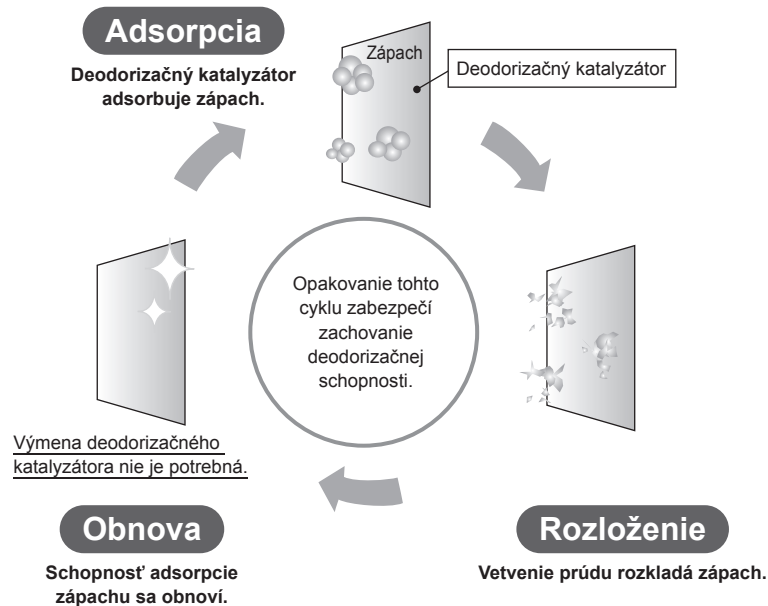 Adsorpcia
Deodorizačný katalyzátor
adsorbuje zápach.
Zápach
Deodorizačný katalyzátor
Opakovanie tohto
cyklu zabezpečí
zachovanie
deodorizačnej
schopnosti.
Výmena deodorizačného
katalyzátora nie je potrebná.
Obnova
Schopnosť adsorpcie
zápachu sa obnoví.
Rozloženie
Vetvenie prúdu rozkladá zápach.